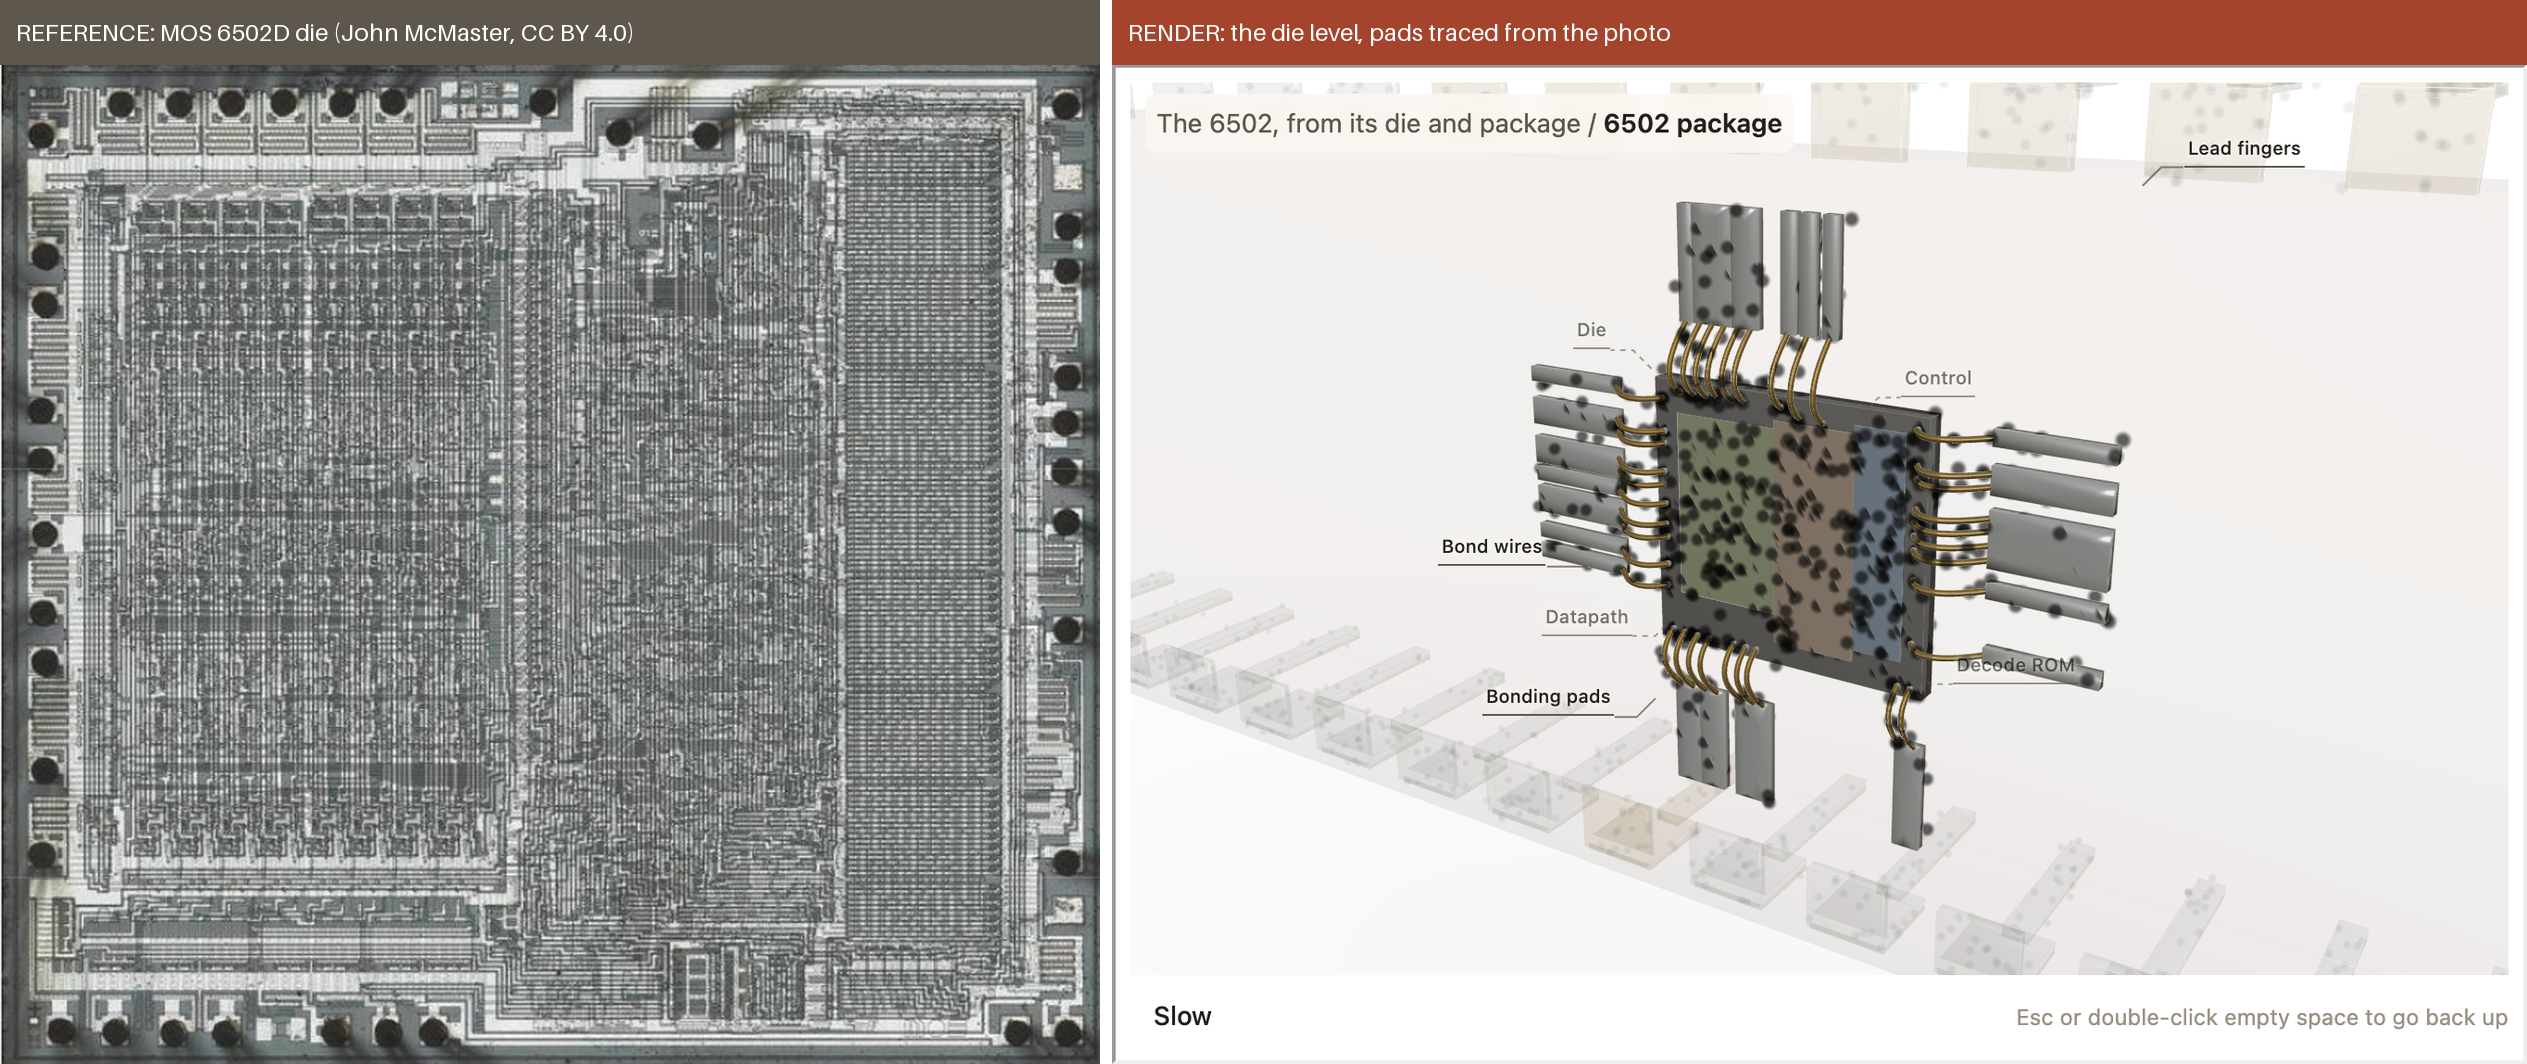 REFERENCE: MOS 6502D die (John McMaster, CC BY 4.0)
RENDER: the die level, pads traced from the photo
The 6502, from its die and package / 6502 package
Lead fingers
Die
Control
Bond wires
Datapath
Decode ROM
Bonding pads
Slow
Esc or double-click empty space to go back up